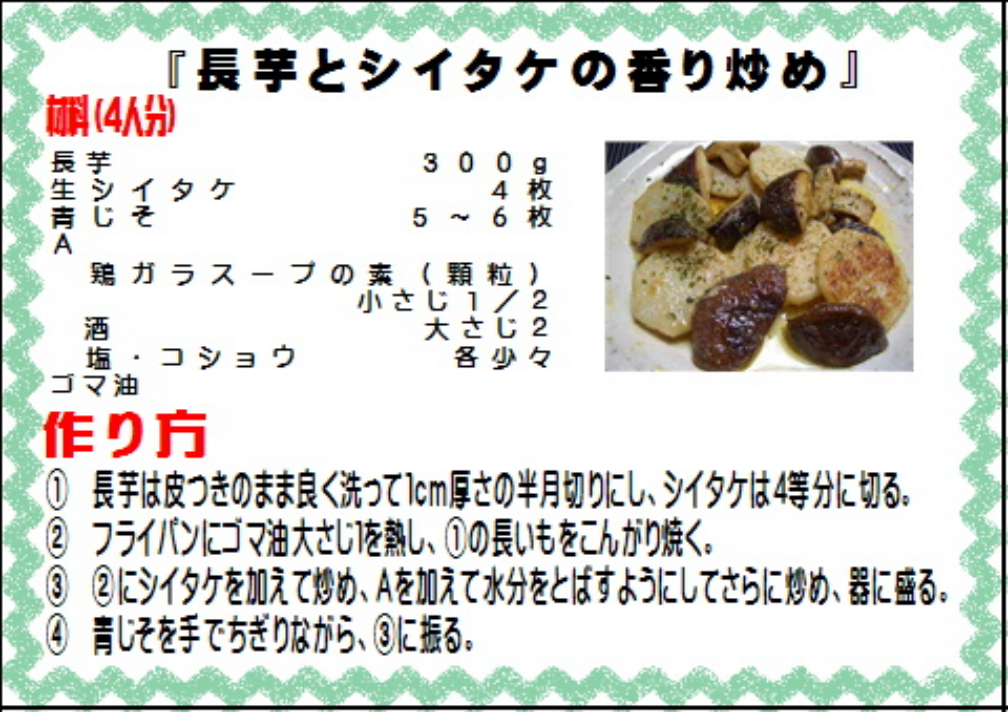 『長芋とシイタケの香り炒め』
材料(4人分)
長芋 300g
生シイタケ 4枚
青じそ 5~6枚
A
鶏ガラスープの素(顆粒)
小さじ1/2
酒 大さじ2
塩・コショウ 各少々
ゴマ油
作り方
① 長芋は皮つきのまま良く洗って1cm厚さの半月切りにし、シイタケは4等分に切る。
② フライパンにゴマ油大さじ1を熱し、①の長いもをこんがり焼く。
③ ②にシイタケを加えて炒め、Aを加えて水分をとばすようにしてさらに炒め、器に盛る。
④ 青じそを手でちぎりながら、③に振る。